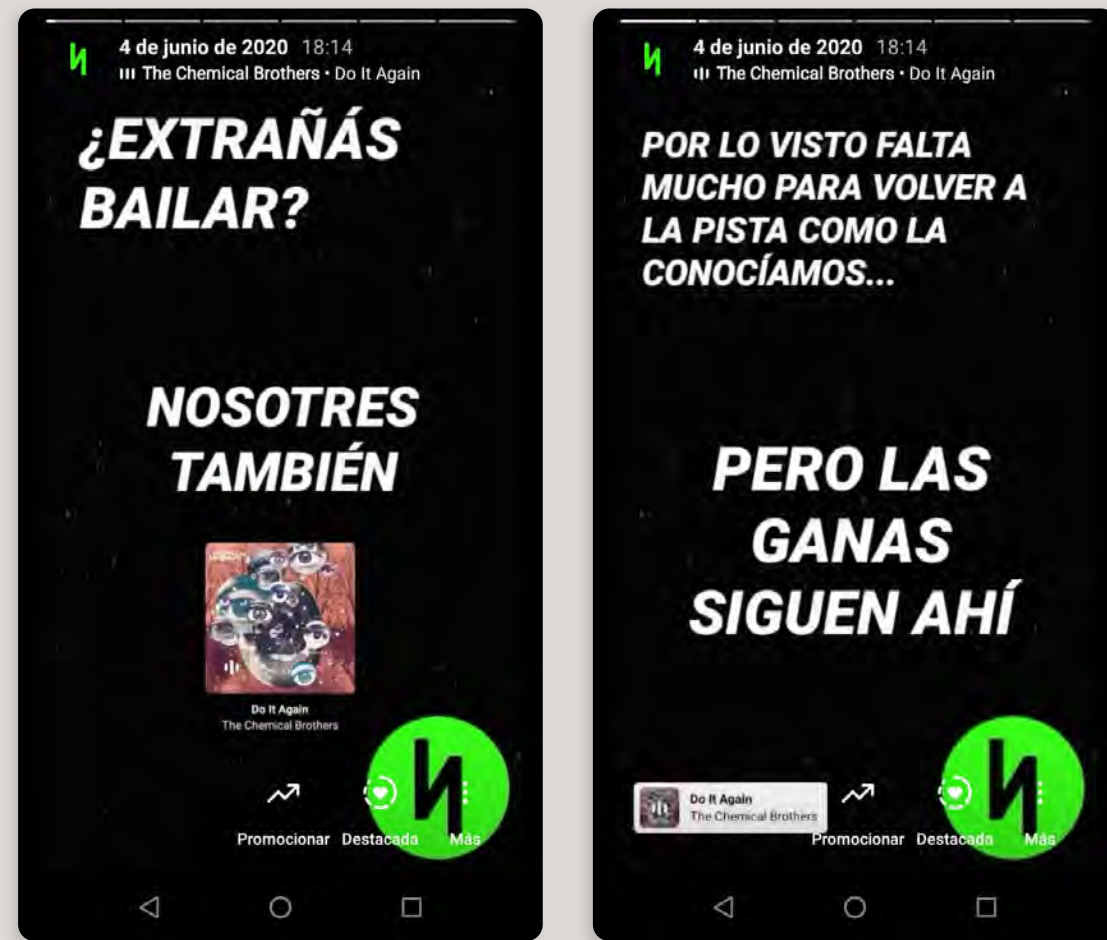 4 de junio de 2020 18:14
The Chemical Brothers • Do It Again
¿EXTRAÑÁS
BAILAR?
NOSOTRES
TAMBIÉN
Do It Again
The Chemical Brothers
Promocionar Destacada Más
4 de junio de 2020 18:14
The Chemical Brothers • Do It Again
POR LO VISTO FALTA
MUCHO PARA VOLVER A
LA PISTA COMO LA
CONOCÍAMOS...
PERO LAS
GANAS
SIGUEN AHÍ
Do It Again
The Chemical Brothers
Promocionar Destacada Más